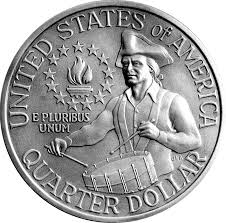 UNITED STATES OF AMERICA
E PLURIBUS
UNUM
QUARTER DOLLAR